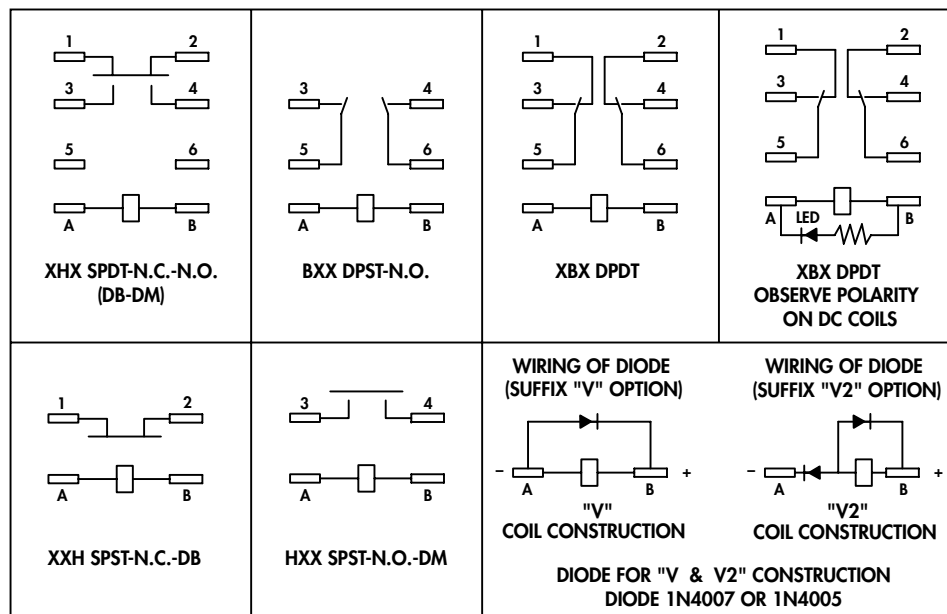 1 2
3 4
5 6
A B
XHX SPDT-N.C.-N.O.
(DB-DM)
3 4
5 6
A B
BXX DPST-N.O.
1 2
3 4
5 6
A B
XBX DPDT
1 2
3 4
5 6
A LED B
XBX DPDT
OBSERVE POLARITY
ON DC COILS
1 2
A B
XXH SPST-N.C.-DB
3 4
A B
HXX SPST-N.O.-DM
WIRING OF DIODE
(SUFFIX "V" OPTION)
– +
A B
"V"
COIL CONSTRUCTION
WIRING OF DIODE
(SUFFIX "V2" OPTION)
– +
A B
"V2"
COIL CONSTRUCTION
DIODE FOR "V & V2" CONSTRUCTION
DIODE 1N4007 OR 1N4005